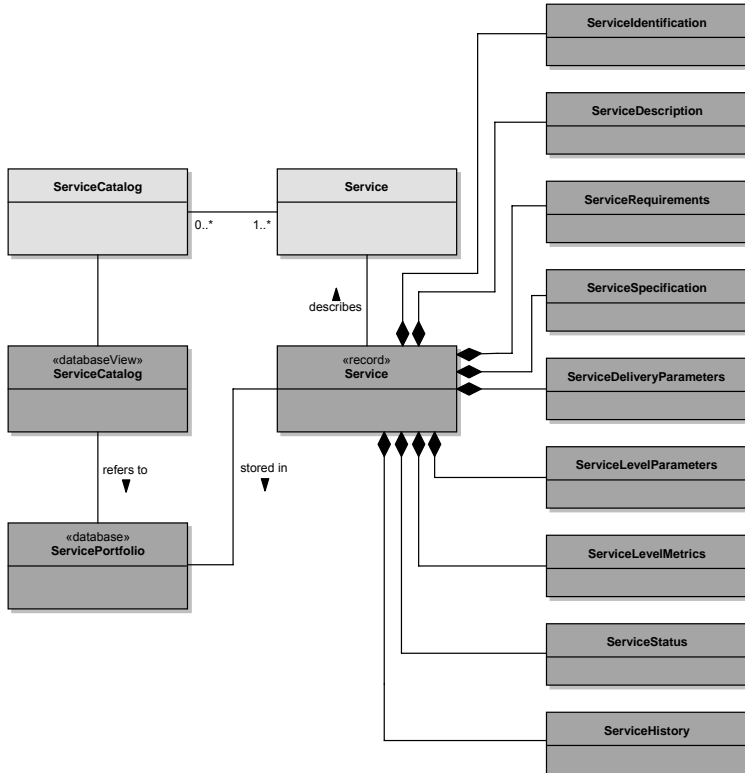 ServiceIdentification
ServiceDescription
ServiceCatalog
Service
ServiceRequirements
0..*
1..*
ServiceSpecification
describes
«databaseView»
ServiceCatalog
«record»
Service
ServiceDeliveryParameters
refers to
stored in
ServiceLevelParameters
«database»
ServicePortfolio
ServiceLevelMetrics
ServiceStatus
ServiceHistory